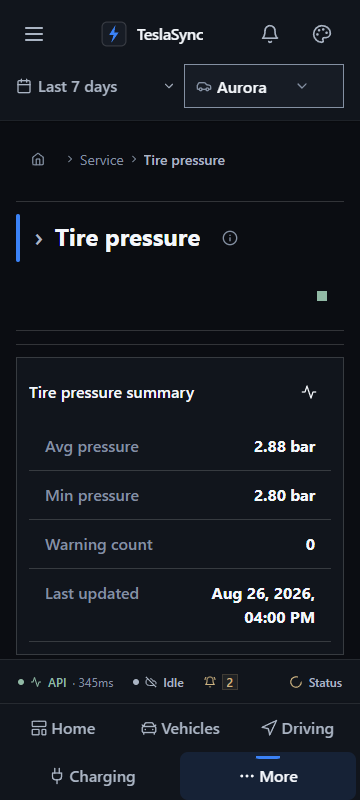 TeslaSync
Last 7 days
Aurora
Service
Tire pressure
Tire pressure
Tire pressure summary
Avg pressure 2.88 bar
Min pressure 2.80 bar
Warning count 0
Last updated Aug 26, 2026,
04:00 PM
API · 345ms Idle 2 Status
Home Vehicles Driving
Charging More